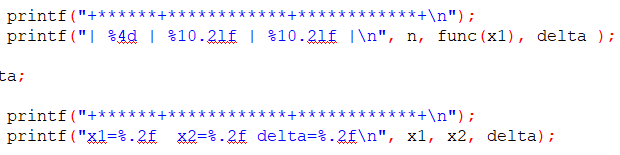 printf("+******+************+************+\n");
printf("| %4d | %10.2lf | %10.2lf |\n", n, func(x1), delta );
ta;
printf("+******+************+************+\n");
printf("x1=%.2f  x2=%.2f delta=%.2f\n", x1, x2, delta);